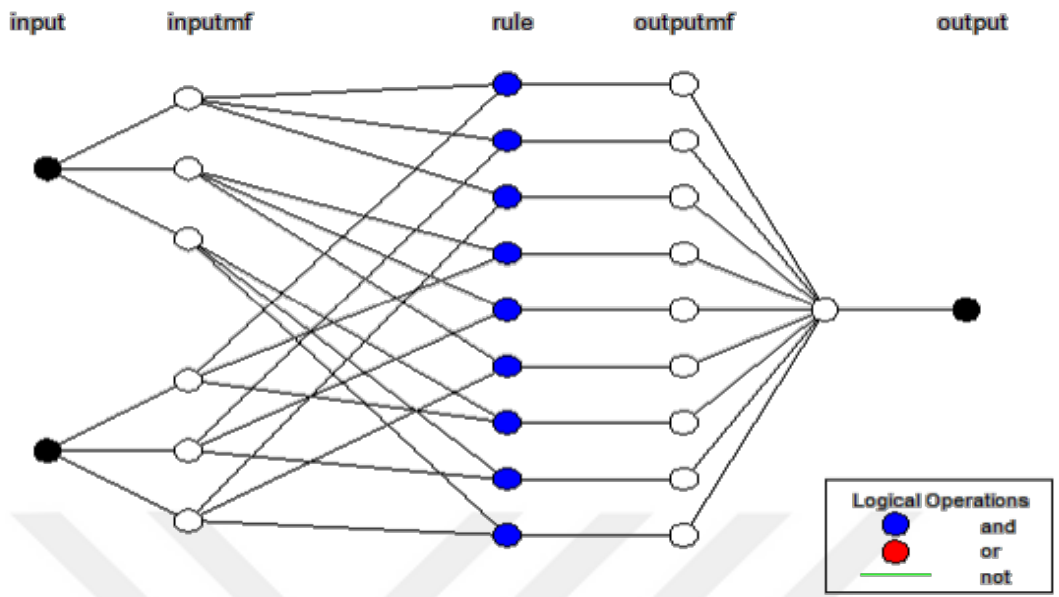 input inputmf rule outputmf output
Logical Operations
and
or
not